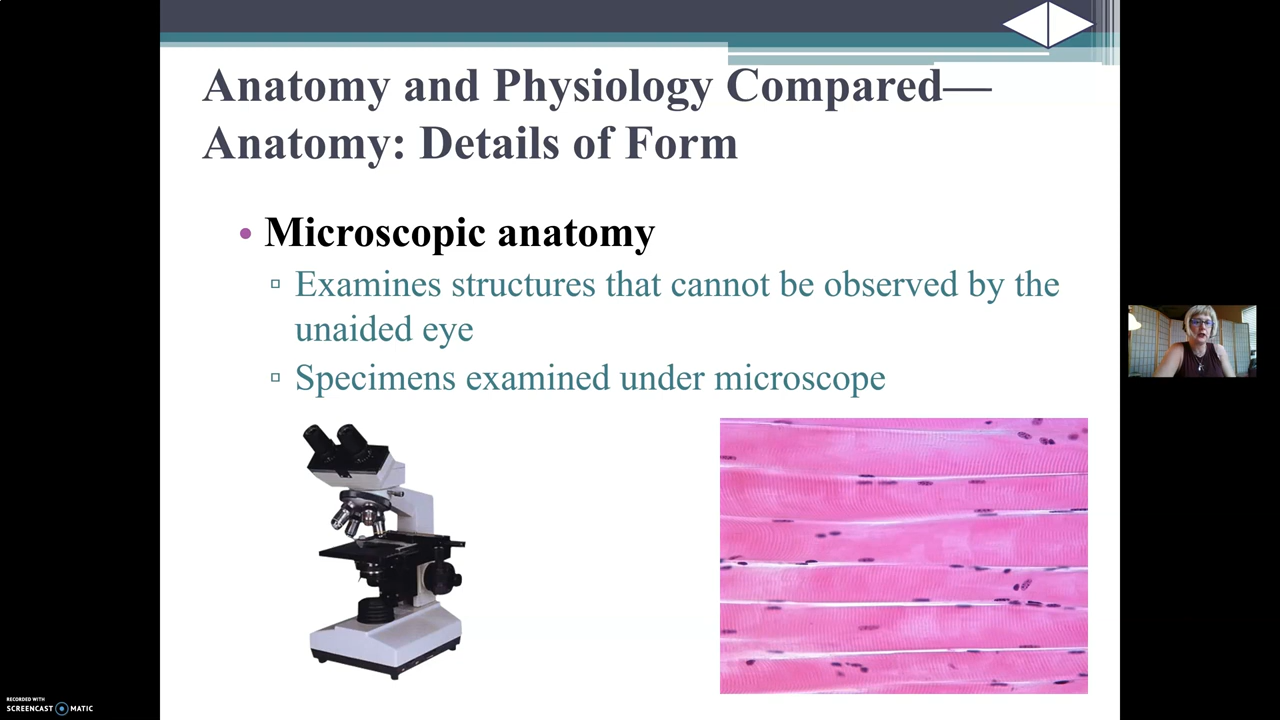 Anatomy and Physiology Compared—
Anatomy: Details of Form
• Microscopic anatomy
▫ Examines structures that cannot be observed by the
unaided eye
▫ Specimens examined under microscope
RECORDED WITH
SCREENCAST MATIC